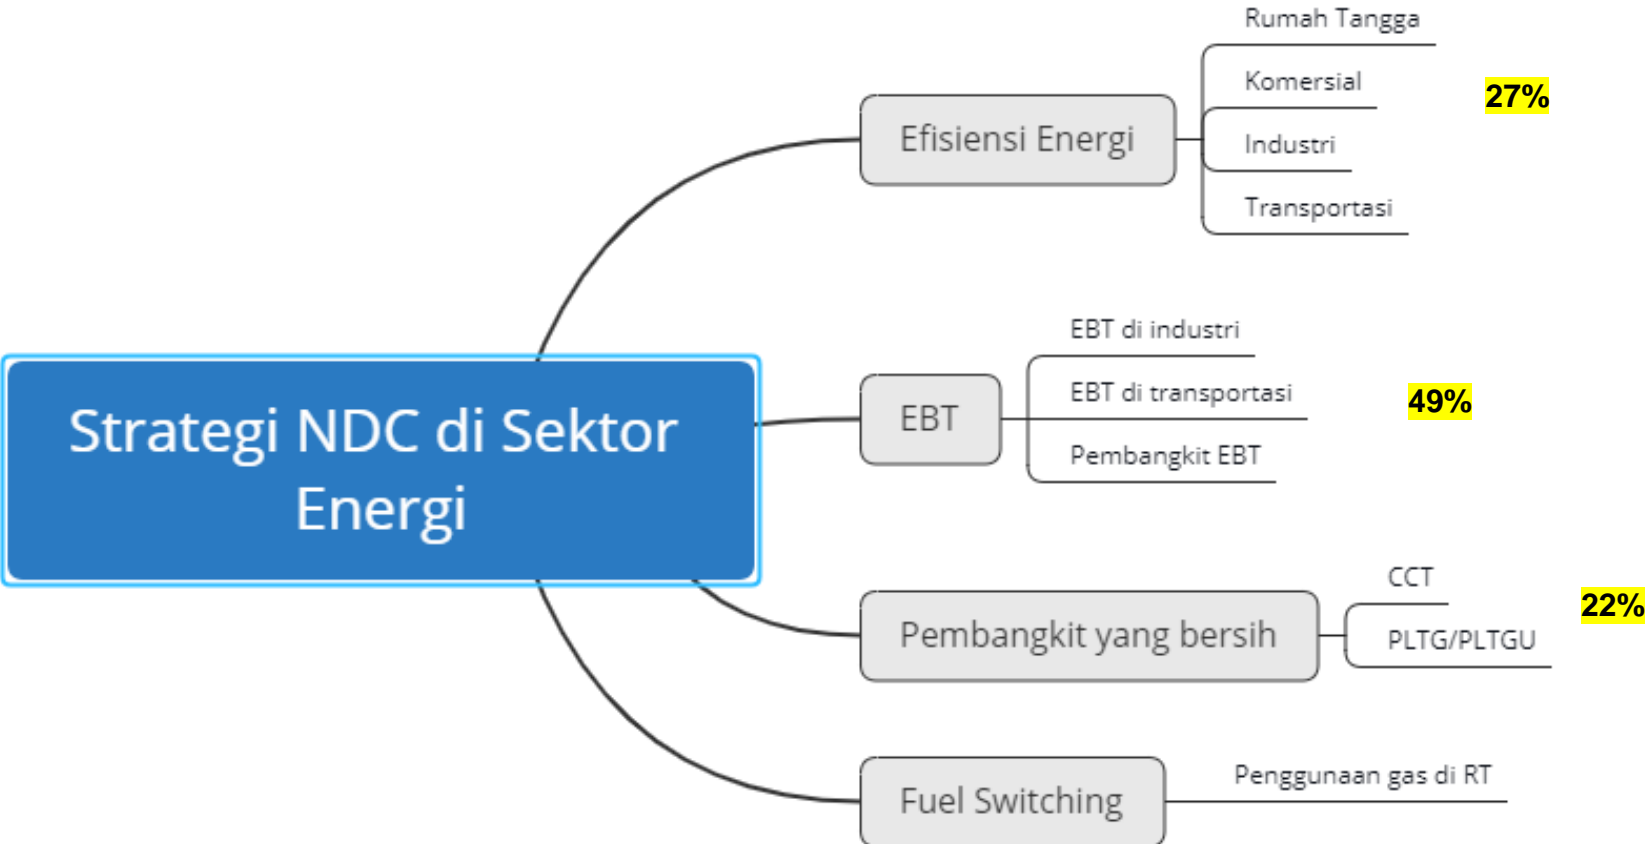 Strategi NDC di Sektor
Energi
Efisiensi Energi
Rumah Tangga
Komersial
Industri
Transportasi
27%
EBT
EBT di industri
EBT di transportasi
Pembangkit EBT
49%
Pembangkit yang bersih
CCT
PLTG/PLTGU
22%
Fuel Switching
Penggunaan gas di RT